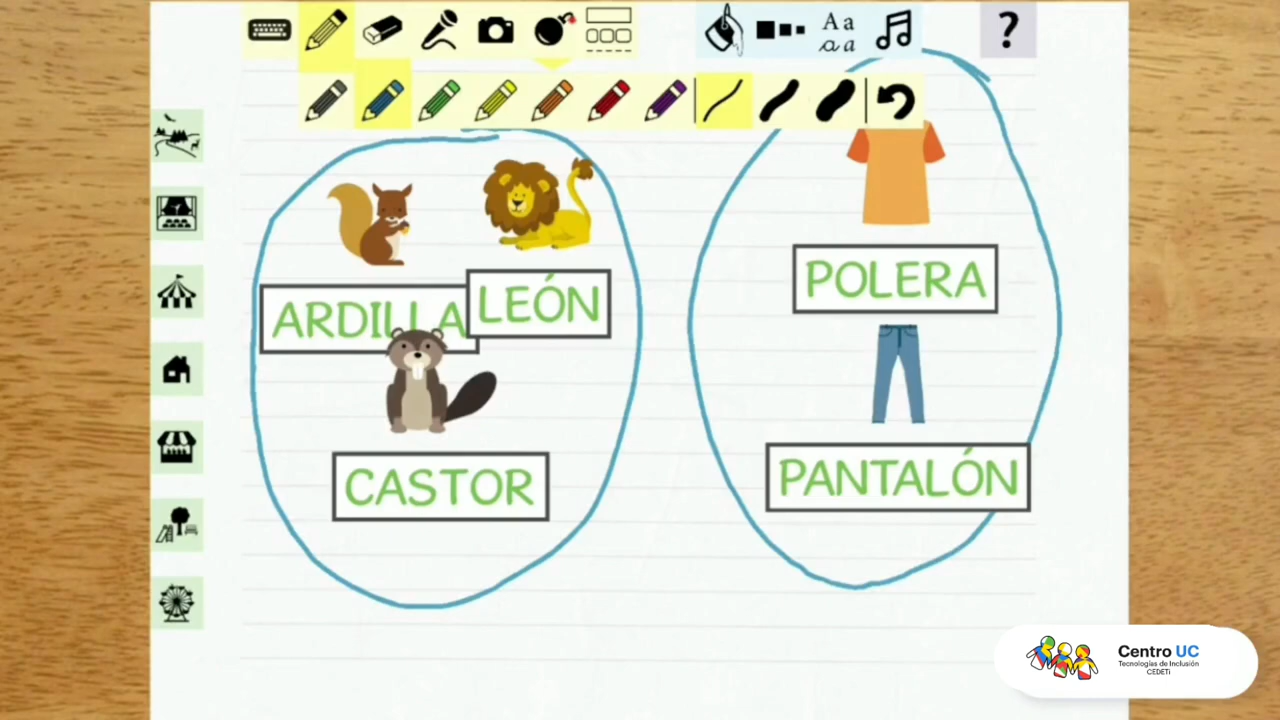 Aa
aa
?
ARDILLA
LEÓN
CASTOR
POLERA
PANTALÓN
Centro UC
Tecnologías de Inclusión
CEDETi